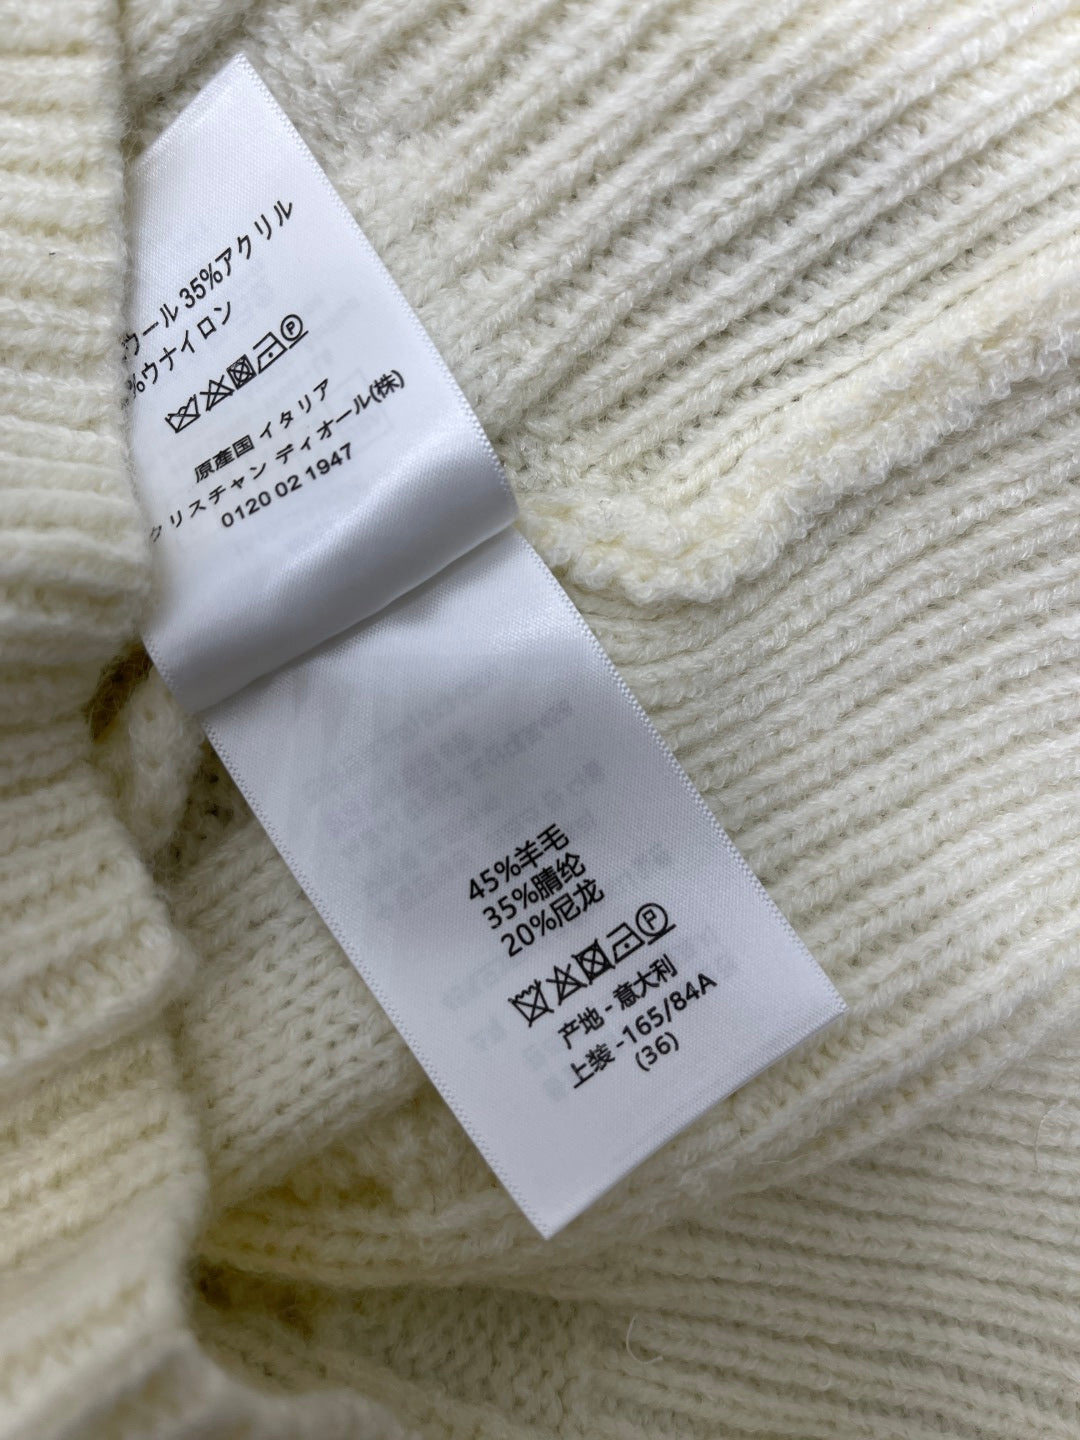 ウール 35%アクリル
%ウナイロン
P
原産国 イタリア
クリスチャン ディオール(株)
0120 02 1947
45%羊毛
35%腈纶
20%尼龙
P
产地 - 意大利
上装 -165/84A
(36)